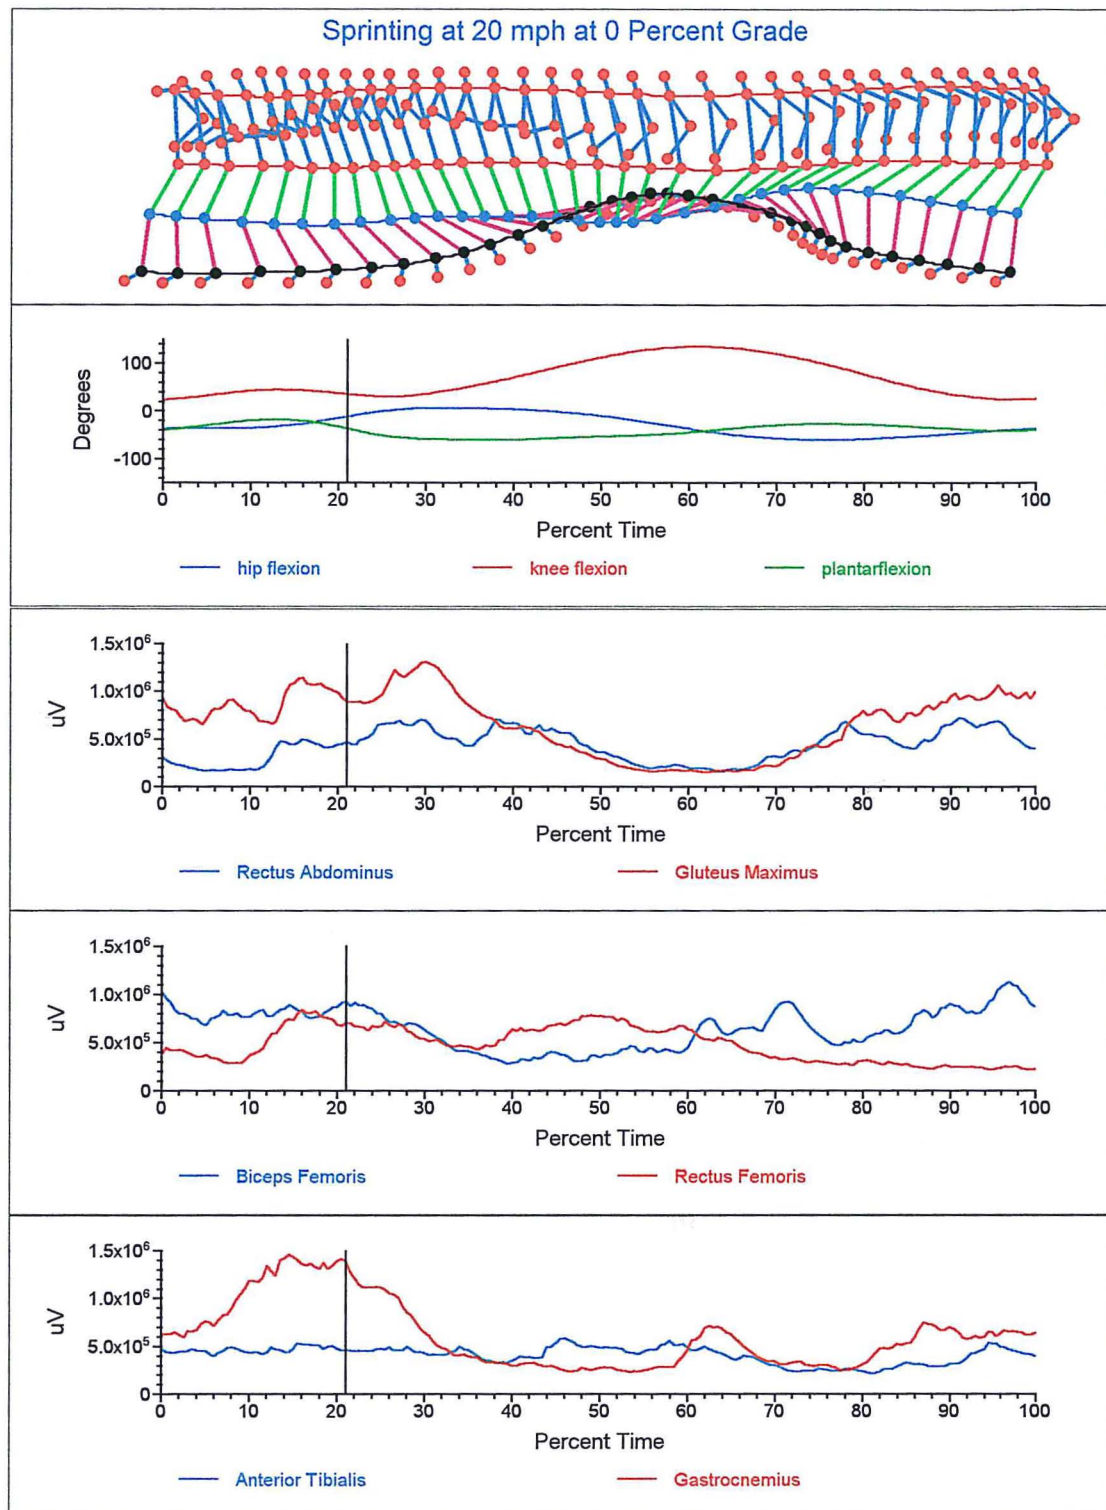 Sprinting at 20 mph at 0 Percent Grade
100
0
-100
Degrees
0 10 20 30 40 50 60 70 80 90 100
Percent Time
hip flexion knee flexion plantarflexion
1.5x10⁶
1.0x10⁶
5.0x10⁵
0
uV
0 10 20 30 40 50 60 70 80 90 100
Percent Time
Rectus Abdominus Gluteus Maximus
1.5x10⁶
1.0x10⁶
5.0x10⁵
0
uV
0 10 20 30 40 50 60 70 80 90 100
Percent Time
Biceps Femoris Rectus Femoris
1.5x10⁶
1.0x10⁶
5.0x10⁵
0
uV
0 10 20 30 40 50 60 70 80 90 100
Percent Time
Anterior Tibialis Gastrocnemius